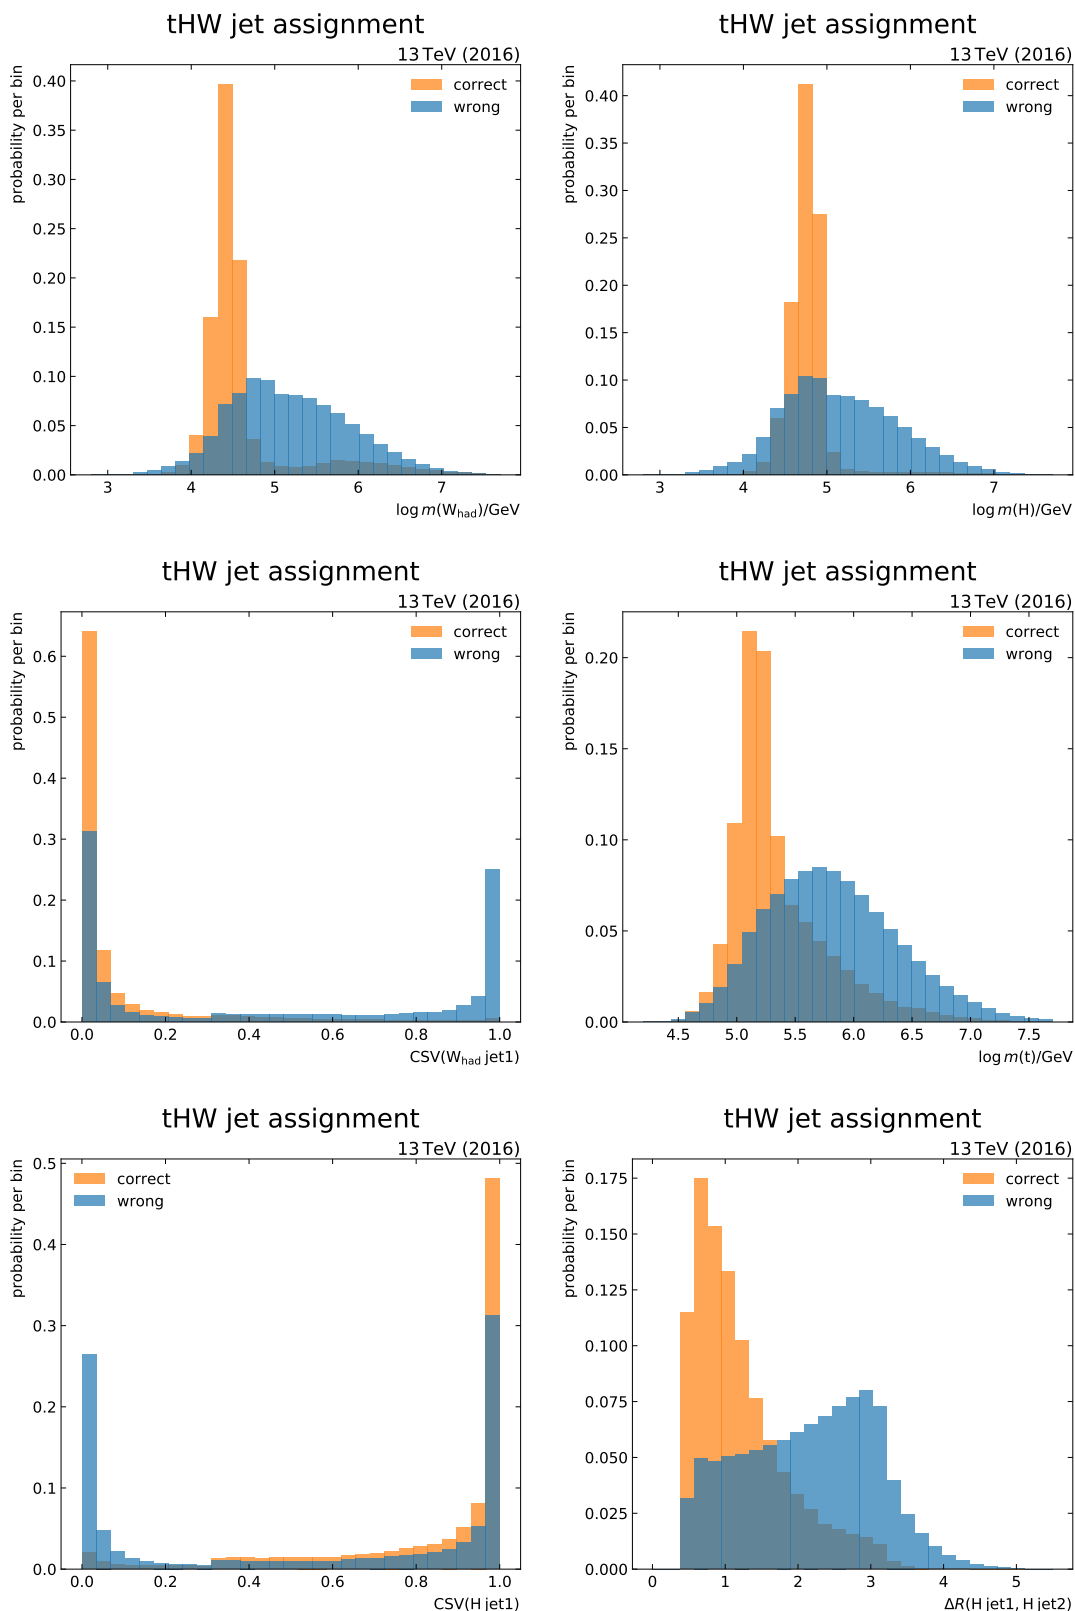 tHW jet assignment
13 TeV (2016)
probability per bin
correct
wrong
0.40
0.35
0.30
0.25
0.20
0.15
0.10
0.05
0.00
3 4 5 6 7
log m(Whad)/GeV
tHW jet assignment
13 TeV (2016)
probability per bin
correct
wrong
0.40
0.35
0.30
0.25
0.20
0.15
0.10
0.05
0.00
3 4 5 6 7
log m(H)/GeV
tHW jet assignment
13 TeV (2016)
probability per bin
correct
wrong
0.6
0.5
0.4
0.3
0.2
0.1
0.0
0.0 0.2 0.4 0.6 0.8 1.0
CSV(Whad jet1)
tHW jet assignment
13 TeV (2016)
probability per bin
correct
wrong
0.20
0.15
0.10
0.05
0.00
4.5 5.0 5.5 6.0 6.5 7.0 7.5
log m(t)/GeV
tHW jet assignment
13 TeV (2016)
probability per bin
correct
wrong
0.5
0.4
0.3
0.2
0.1
0.0
0.0 0.2 0.4 0.6 0.8 1.0
CSV(H jet1)
tHW jet assignment
13 TeV (2016)
probability per bin
correct
wrong
0.175
0.150
0.125
0.100
0.075
0.050
0.025
0.000
0 1 2 3 4 5
ΔR(H jet1, H jet2)